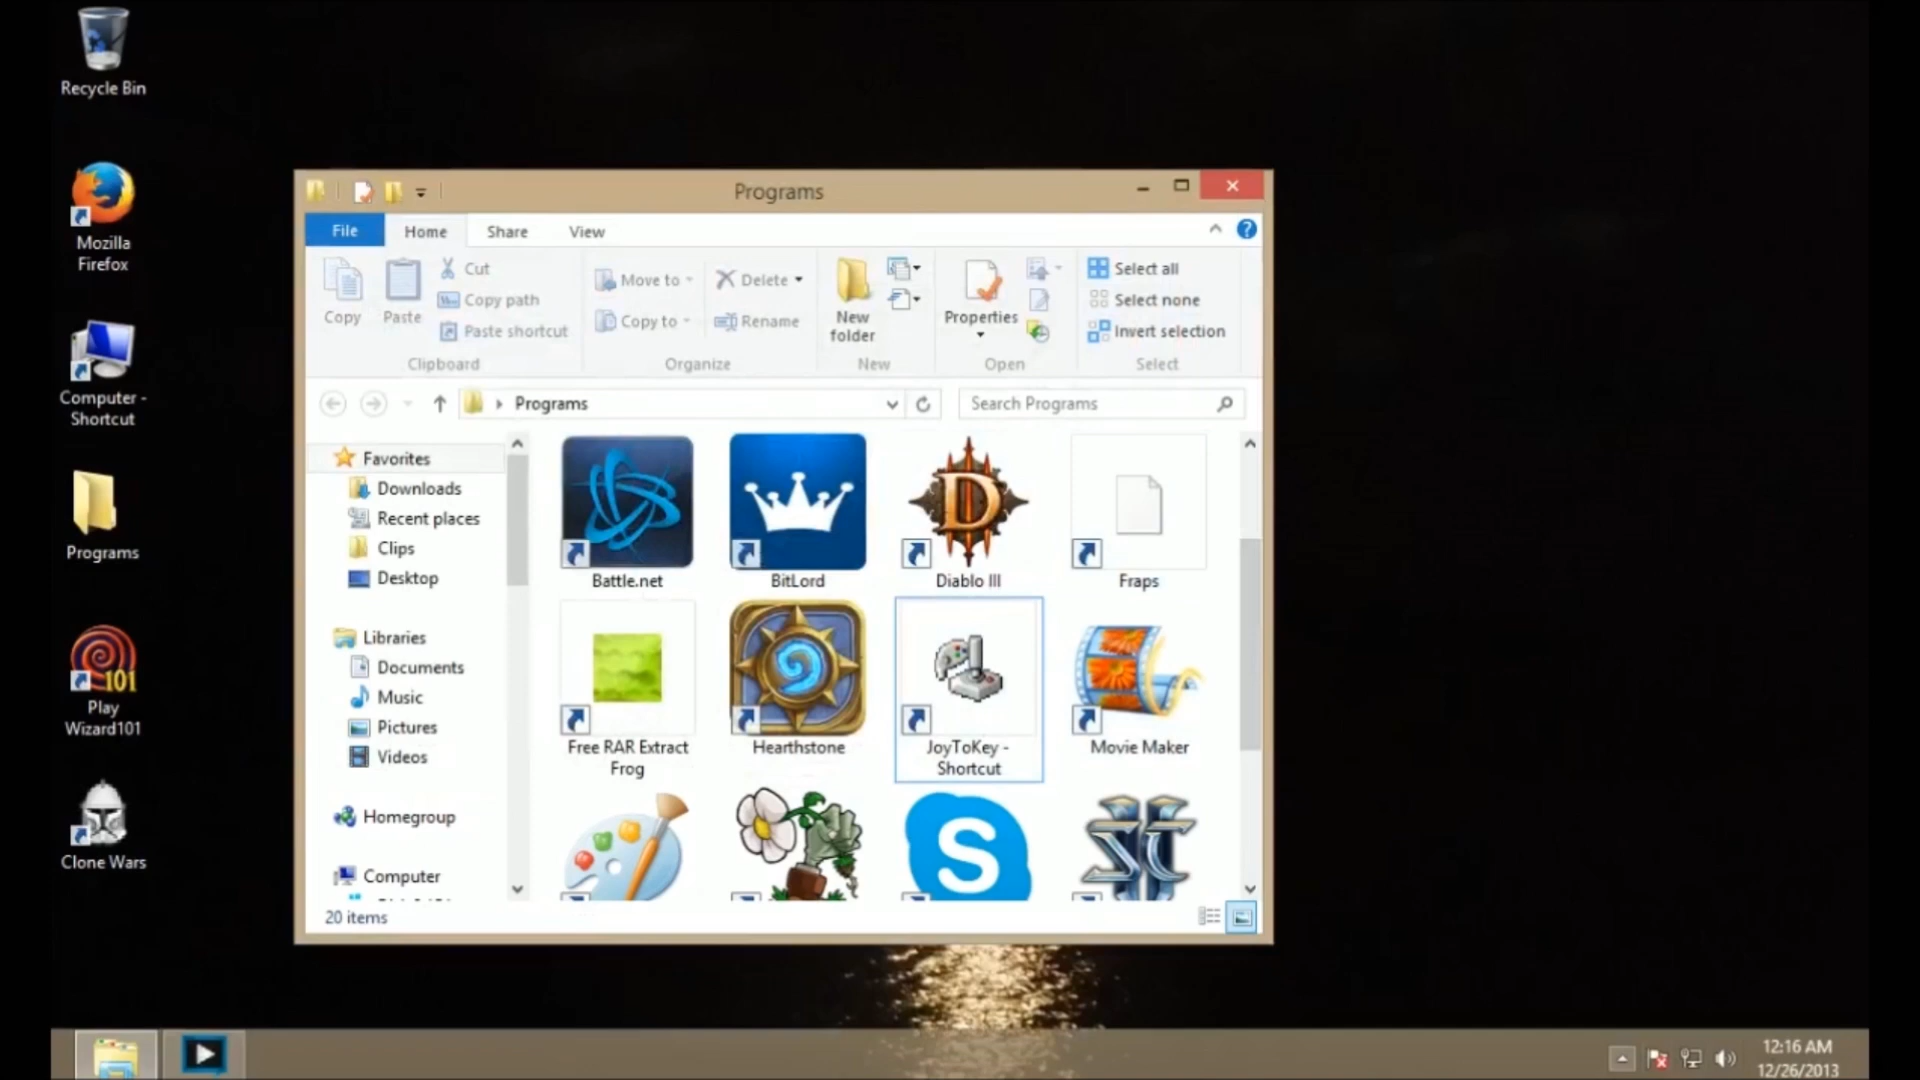 Recycle Bin
Mozilla
Firefox
Computer -
Shortcut
Programs
Play
Wizard101
Clone Wars
Programs
File
Home
Share
View
Copy
Paste
Cut
Copy path
Paste shortcut
Clipboard
Move to
Copy to
Delete
Rename
Organize
New
folder
New
Properties
Open
Select all
Select none
Invert selection
Select
Programs
Search Programs
Favorites
Downloads
Recent places
Clips
Desktop
Libraries
Documents
Music
Pictures
Videos
Homegroup
Computer
Battle.net
BitLord
Diablo III
Fraps
Free RAR Extract
Frog
Hearthstone
JoyToKey -
Shortcut
Movie Maker
20 items
12:16 AM
12/26/2013